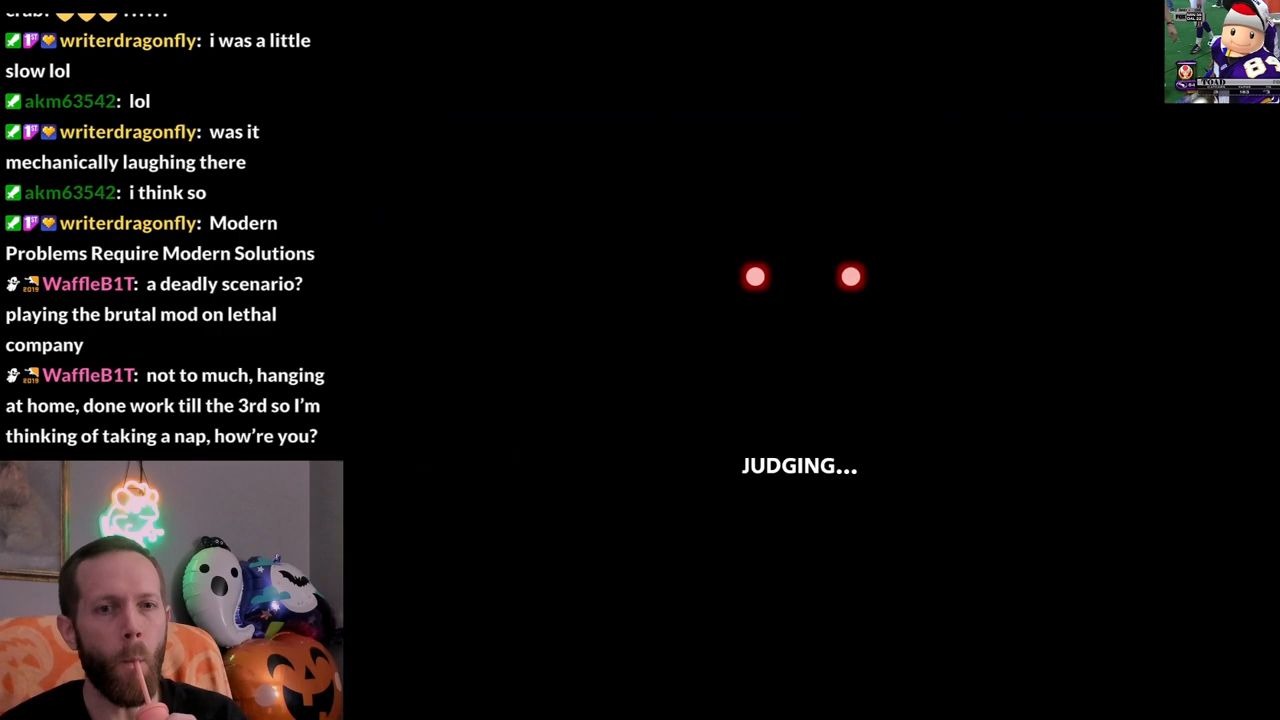 writerdragonfly: i was a little
slow lol
akm63542: lol
writerdragonfly: was it
mechanically laughing there
akm63542: i think so
writerdragonfly: Modern
Problems Require Modern Solutions
WaffleB1T: a deadly scenario?
playing the brutal mod on lethal
company
WaffleB1T: not to much, hanging
at home, done work till the 3rd so I’m
thinking of taking a nap, how’re you?
JUDGING...
TOAD
84